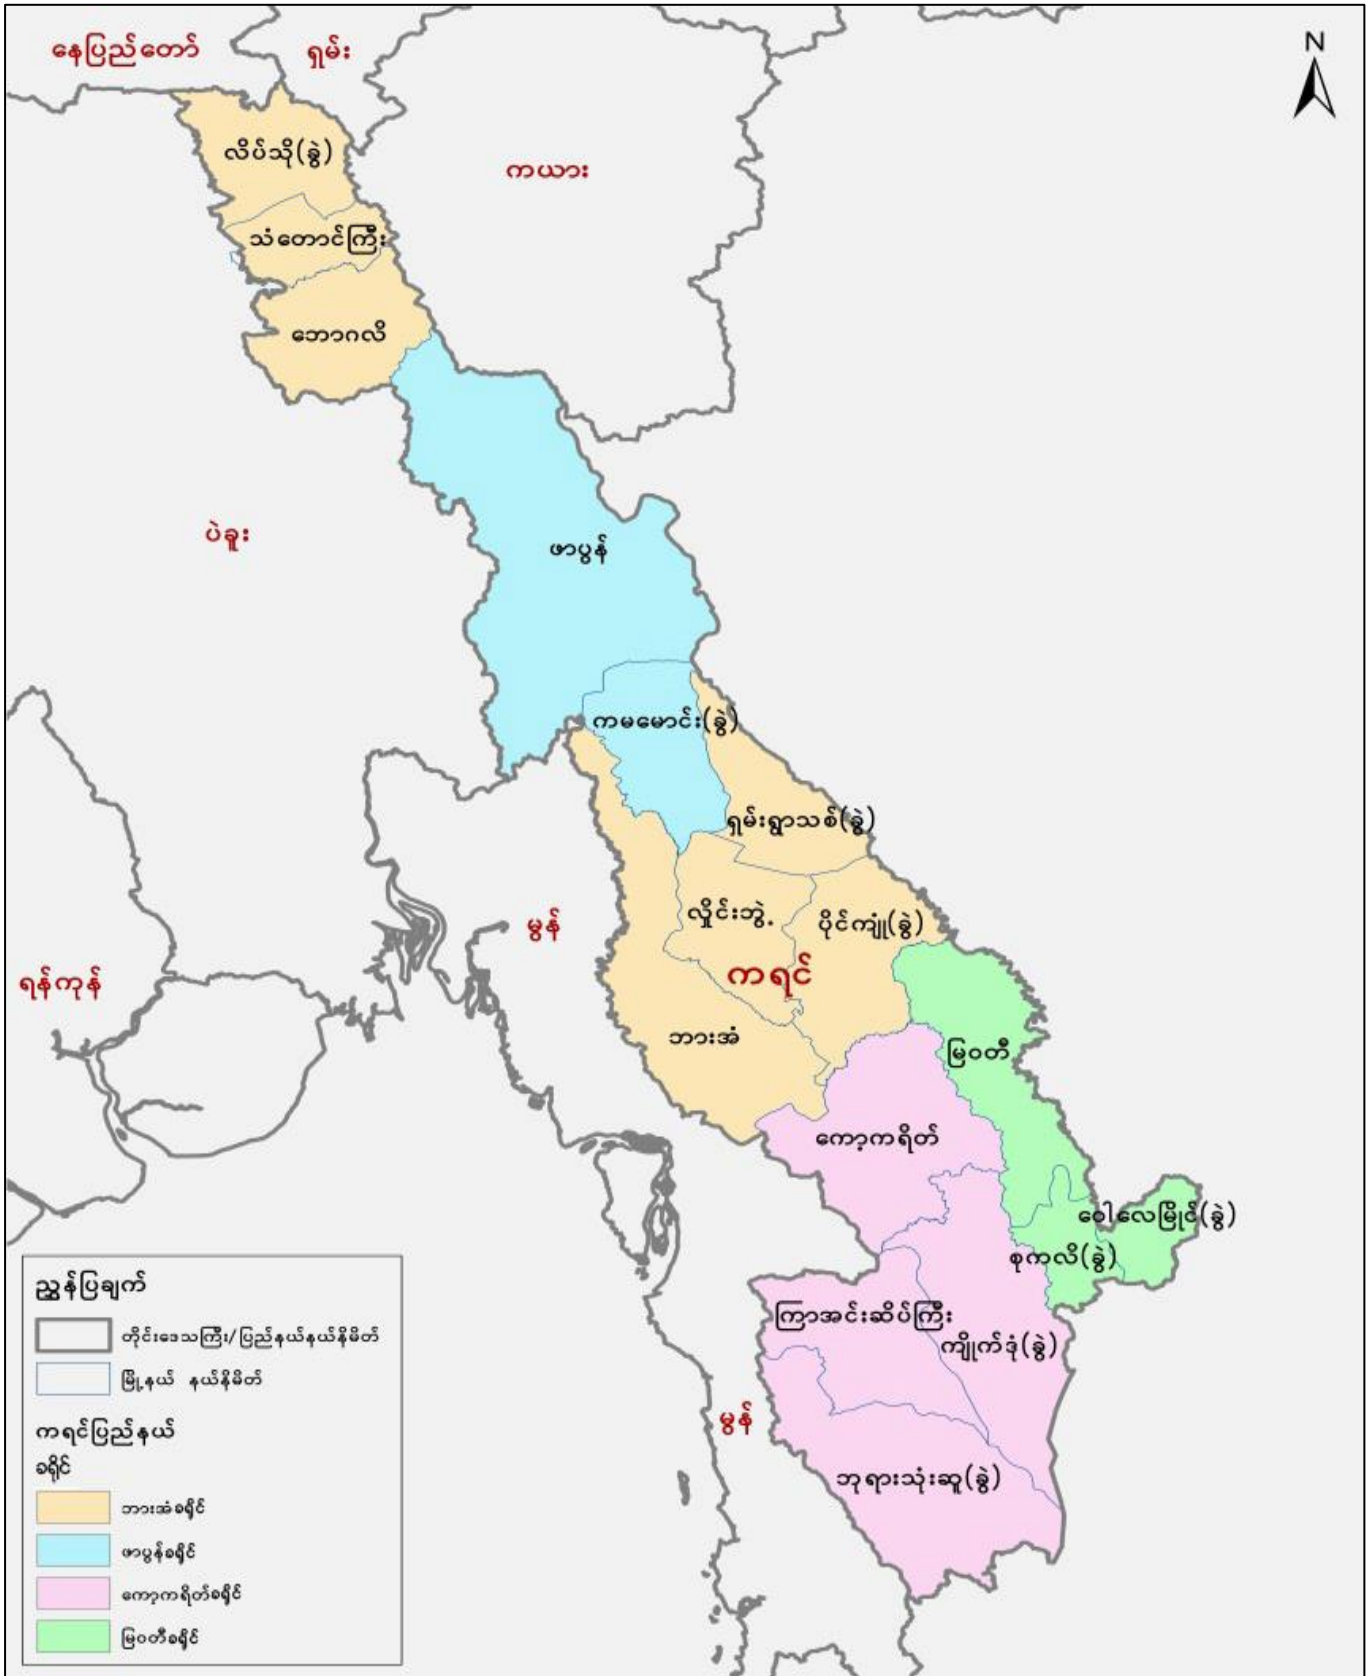 နေပြည်တော်
ရှမ်း
N
လိပ်သို(ခွဲ)
ကယား
သံတောင်ကြီး
ဘောဂလိ
ပဲခူး
ဖာပွန်
ကမမောင်း(ခွဲ)
ရှမ်းရွာသစ်(ခွဲ)
လှိုင်းဘွဲ့
ပိုင်ကျုံ(ခွဲ)
မွန်
ကရင်
ရန်ကုန်
ဘားအံ
မြဝတီ
ကော့ကရိတ်
ဝေါလေမြိုင်(ခွဲ)
စုကလိ(ခွဲ)
ကြာအင်းဆိပ်ကြီး
ကျိုက်ဒုံ(ခွဲ)
မွန်
ဘုရားသုံးဆူ(ခွဲ)
ညွှန်ပြချက်
တိုင်းဒေသကြီး/ပြည်နယ်နယ်နိမိတ်
မြို့နယ် နယ်နိမိတ်
ကရင်ပြည်နယ်
ခရိုင်
ဘားအံခရိုင်
ဖာပွန်ခရိုင်
ကော့ကရိတ်ခရိုင်
မြဝတီခရိုင်